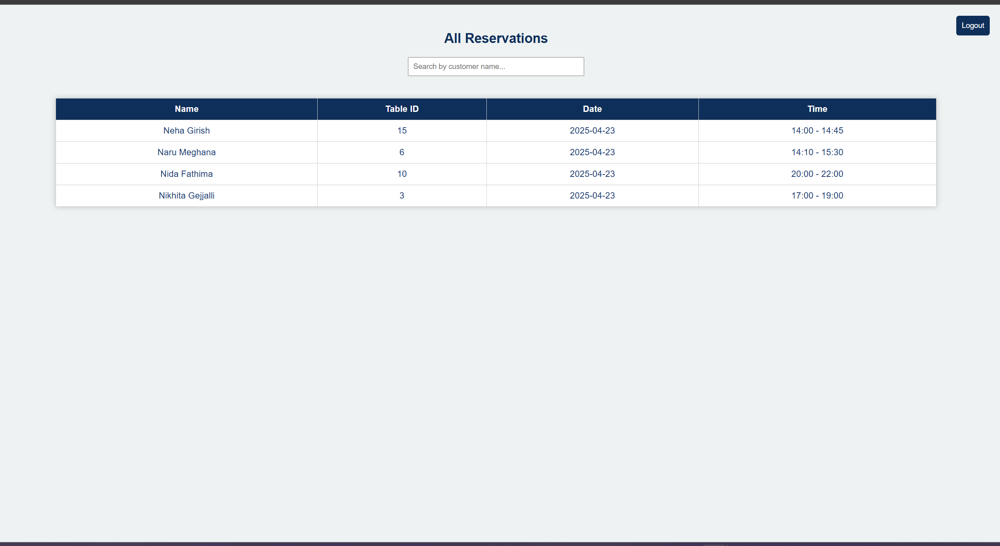 Logout
All Reservations
Search by customer name...
Name Table ID Date Time
Neha Girish 15 2025-04-23 14:00 - 14:45
Naru Meghana 6 2025-04-23 14:10 - 15:30
Nida Fathima 10 2025-04-23 20:00 - 22:00
Nikhita Gejjalli 3 2025-04-23 17:00 - 19:00